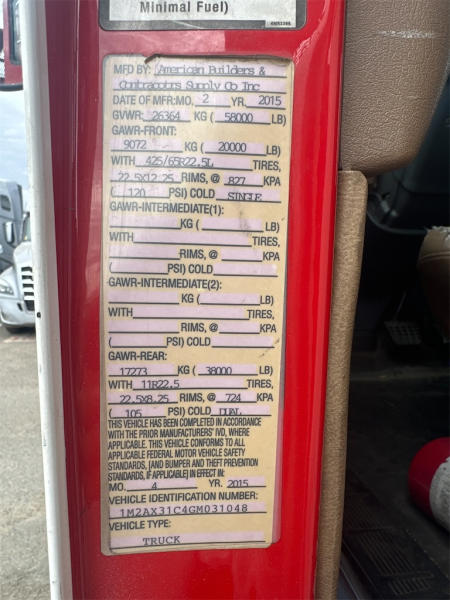 Minimal Fuel)
MFD BY: American Builders &
Contractors Supply Co Inc
DATE OF MFR:MO. 2 YR. 2015
GVWR: 26364 KG ( 58000 LB)
GAWR-FRONT:
9072 KG ( 20000 LB)
WITH 425/65R22.5L TIRES,
22.5X12.25 RIMS, @ 827 KPA
( 120 PSI) COLD SINGLE
GAWR-INTERMEDIATE(1):
KG ( LB)
WITH TIRES,
RIMS, @ KPA
( PSI) COLD
GAWR-INTERMEDIATE(2):
KG ( LB)
WITH TIRES,
RIMS, @ KPA
( PSI) COLD
GAWR-REAR:
17273 KG ( 38000 LB)
WITH 11R22.5 TIRES,
22.5X8.25 RIMS, @ 724 KPA
( 105 PSI) COLD DUAL
THIS VEHICLE HAS BEEN COMPLETED IN ACCORDANCE
WITH THE PRIOR MANUFACTURERS' IVD, WHERE
APPLICABLE. THIS VEHICLE CONFORMS TO ALL
APPLICABLE FEDERAL MOTOR VEHICLE SAFETY
STANDARDS, [AND BUMPER AND THEFT PREVENTION
STANDARDS, IF APPLICABLE] IN EFFECT IN:
MO. 4 YR. 2015
VEHICLE IDENTIFICATION NUMBER:
1M2AX31C4GM031048
VEHICLE TYPE:
TRUCK